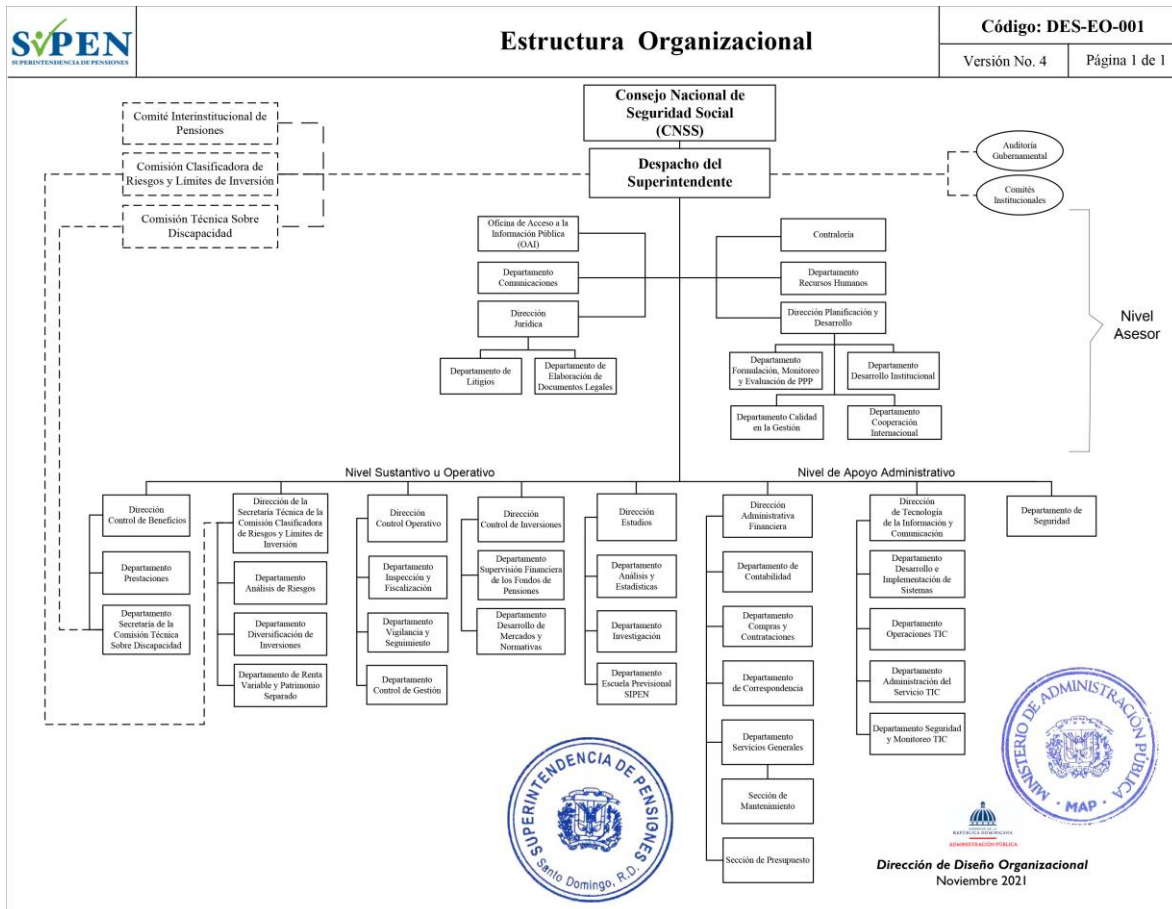 SIPEN
SUPERINTENDENCIA DE PENSIONES
Estructura Organizacional
Código: DES-EO-001
Versión No. 4
Página 1 de 1
Consejo Nacional de
Seguridad Social
(CNSS)
Despacho del
Superintendente
Comité Interinstitucional de
Pensiones
Comisión Clasificadora de
Riesgos y Límites de Inversión
Comisión Técnica Sobre
Discapacidad
Auditoría
Gubernamental
Comités
Institucionales
Oficina de Acceso a la
Información Pública
(OAI)
Departamento
Comunicaciones
Dirección
Jurídica
Departamento de
Litigios
Departamento de
Elaboración de
Documentos Legales
Contraloría
Departamento
Recursos Humanos
Dirección Planificación y
Desarrollo
Departamento
Formulación, Monitoreo
y Evaluación de PPP
Departamento
Desarrollo Institucional
Departamento Calidad
en la Gestión
Departamento
Cooperación
Internacional
Nivel
Asesor
Nivel Sustantivo u Operativo
Nivel de Apoyo Administrativo
Dirección
Control de Beneficios
Departamento
Prestaciones
Departamento
Secretaría de la
Comisión Técnica
Sobre Discapacidad
Dirección de la
Secretaría Técnica de la
Comisión Clasificadora
de Riesgos y Límites de
Inversión
Departamento
Análisis de Riesgos
Departamento
Diversificación de
Inversiones
Departamento de Renta
Variable y Patrimonio
Separado
Dirección
Control Operativo
Departamento
Inspección y
Fiscalización
Departamento
Vigilancia y
Seguimiento
Departamento
Control de Gestión
Dirección
Control de Inversiones
Departamento
Supervisión Financiera
de los Fondos de
Pensiones
Departamento
Desarrollo de
Mercados y
Normativas
Dirección
Estudios
Departamento
Análisis y
Estadísticas
Departamento
Investigación
Departamento
Escuela Previsional
SIPEN
Dirección
Administrativa
Financiera
Departamento de
Contabilidad
Departamento
Compras y
Contrataciones
Departamento
de Correspondencia
Departamento
Servicios Generales
Sección de
Mantenimiento
Sección de Presupuesto
Dirección
de Tecnología
de la Información y
Comunicación
Departamento
Desarrollo e
Implementación de
Sistemas
Departamento
Operaciones TIC
Departamento
Administración del
Servicio TIC
Departamento Seguridad
y Monitoreo TIC
Departamento de
Seguridad
SUPERINTENDENCIA DE PENSIONES
Santo Domingo, R.D.
MINISTERIO DE ADMINISTRACIÓN PÚBLICA
· MAP ·
REPÚBLICA DOMINICANA
ADMINISTRACIÓN PÚBLICA
Dirección de Diseño Organizacional
Noviembre 2021